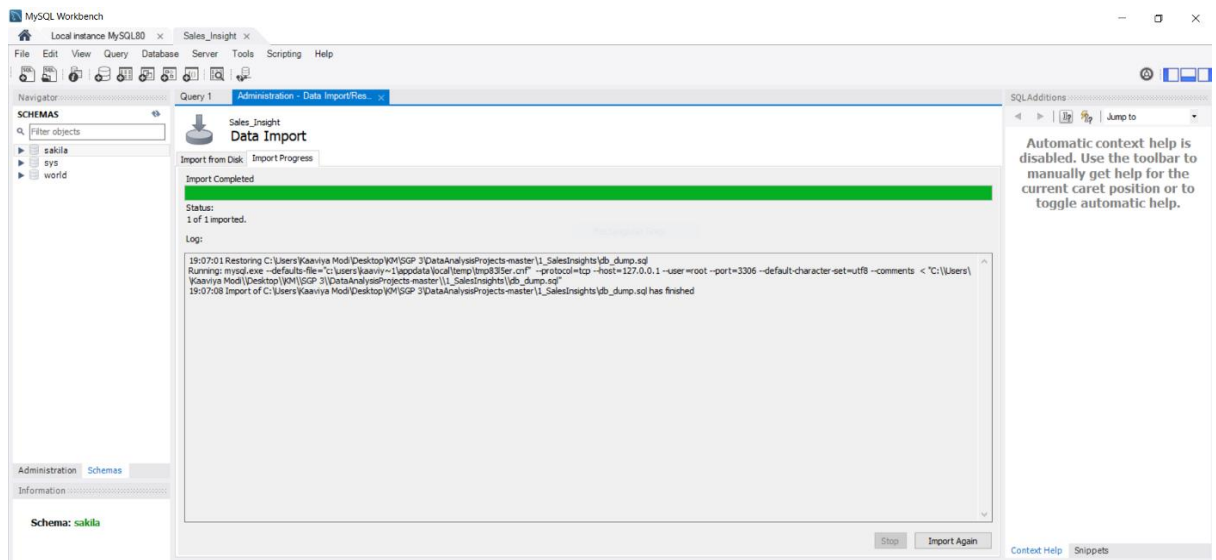 MySQL Workbench
Local instance MySQL80 ×
Sales_Insight ×
File Edit View Query Database Server Tools Scripting Help
Navigator
SCHEMAS
Filter objects
sakila
sys
world
Administration Schemas
Information
Schema: sakila
Query 1
Administration - Data Import/Res... ×
Sales_Insight
Data Import
Import from Disk Import Progress
Import Completed
Status:
1 of 1 imported.
Log:
19:07:01 Restoring C:\Users\Kaaviya Modi\Desktop\KM\SGP 3\DataAnalysisProjects-master\1_SalesInsights\db_dump.sql
Running: mysql.exe --defaults-file="c:\users\kaaviy~1\appdata\local\temp\tmp83l5er.cnf" --protocol=tcp --host=127.0.0.1 --user=root --port=3306 --default-character-set=utf8 --comments < "C:\\Users\
\Kaaviya Modi\\Desktop\\KM\\SGP 3\\DataAnalysisProjects-master\\1_SalesInsights\\db_dump.sql"
19:07:08 Import of C:\Users\Kaaviya Modi\Desktop\KM\SGP 3\DataAnalysisProjects-master\1_SalesInsights\db_dump.sql has finished
Stop Import Again
SQLAdditions
Jump to
Automatic context help is
disabled. Use the toolbar to
manually get help for the
current caret position or to
toggle automatic help.
Context Help Snippets